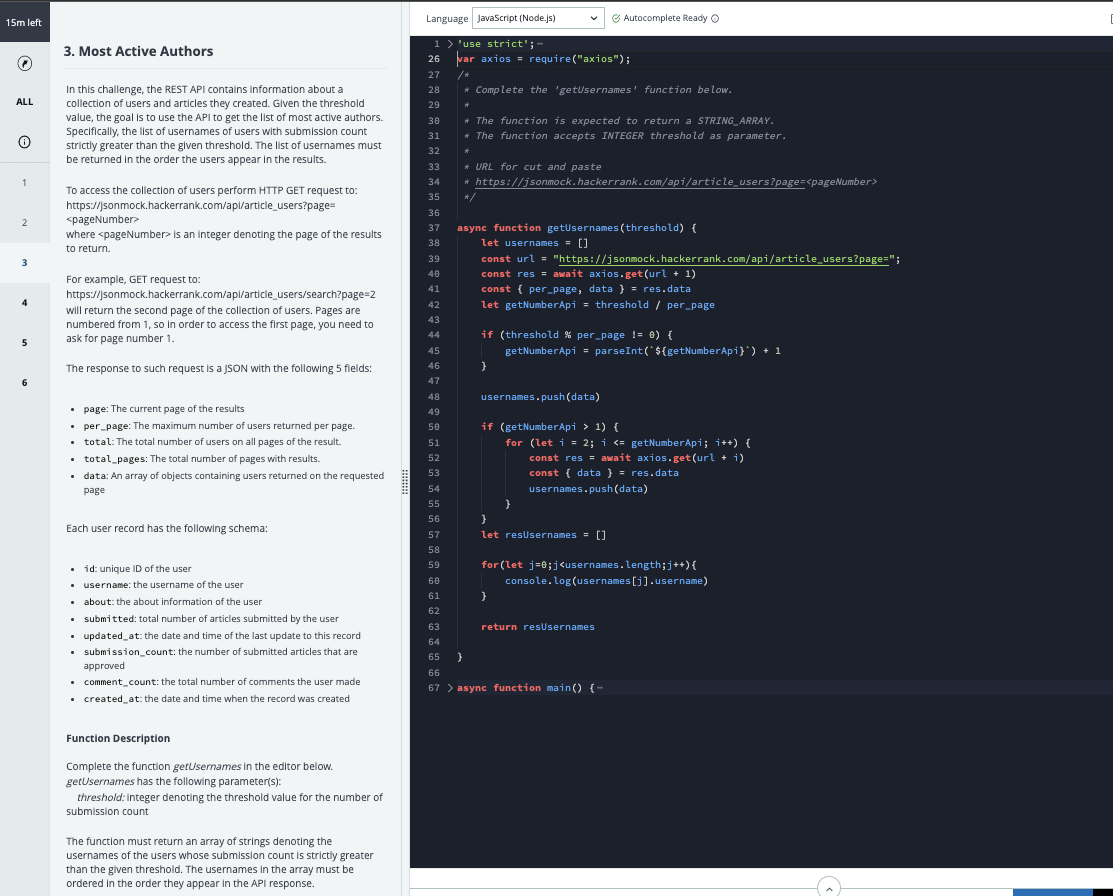 15m left
ALL
1
2
3
4
5
6
3. Most Active Authors
In this challenge, the REST API contains information about a
collection of users and articles they created. Given the threshold
value, the goal is to use the API to get the list of most active authors.
Specifically, the list of usernames of users with submission count
strictly greater than the given threshold. The list of usernames must
be returned in the order the users appear in the results.
To access the collection of users perform HTTP GET request to:
https://jsonmock.hackerrank.com/api/article_users?page=
<pageNumber>
where <pageNumber> is an integer denoting the page of the results
to return.
For example, GET request to:
https://jsonmock.hackerrank.com/api/article_users/search?page=2
will return the second page of the collection of users. Pages are
numbered from 1, so in order to access the first page, you need to
ask for page number 1.
The response to such request is a JSON with the following 5 fields:
• page: The current page of the results
• per_page: The maximum number of users returned per page.
• total: The total number of users on all pages of the result.
• total_pages: The total number of pages with results.
• data: An array of objects containing users returned on the requested
page
Each user record has the following schema:
• id: unique ID of the user
• username: the username of the user
• about: the about information of the user
• submitted: total number of articles submitted by the user
• updated_at: the date and time of the last update to this record
• submission_count: the number of submitted articles that are
approved
• comment_count: the total number of comments the user made
• created_at: the date and time when the record was created
Function Description
Complete the function getUsernames in the editor below.
getUsernames has the following parameter(s):
threshold: integer denoting the threshold value for the number of
submission count
The function must return an array of strings denoting the
usernames of the users whose submission count is strictly greater
than the given threshold. The usernames in the array must be
ordered in the order they appear in the API response.
Language JavaScript (Node.js) Autocomplete Ready
1 'use strict';
26 var axios = require("axios");
27 /*
28 * Complete the 'getUsernames' function below.
29 *
30 * The function is expected to return a STRING_ARRAY.
31 * The function accepts INTEGER threshold as parameter.
32 *
33 * URL for cut and paste
34 * https://jsonmock.hackerrank.com/api/article_users?page=<pageNumber>
35 */
36
37 async function getUsernames(threshold) {
38 let usernames = []
39 const url = "https://jsonmock.hackerrank.com/api/article_users?page=";
40 const res = await axios.get(url + 1)
41 const { per_page, data } = res.data
42 let getNumberApi = threshold / per_page
43
44 if (threshold % per_page != 0) {
45 getNumberApi = parseInt(`${getNumberApi}`) + 1
46 }
47
48 usernames.push(data)
49
50 if (getNumberApi > 1) {
51 for (let i = 2; i <= getNumberApi; i++) {
52 const res = await axios.get(url + i)
53 const { data } = res.data
54 usernames.push(data)
55 }
56 }
57 let resUsernames = []
58
59 for(let j=0;j<usernames.length;j++){
60 console.log(usernames[j].username)
61 }
62
63 return resUsernames
64
65 }
66
67 async function main() {